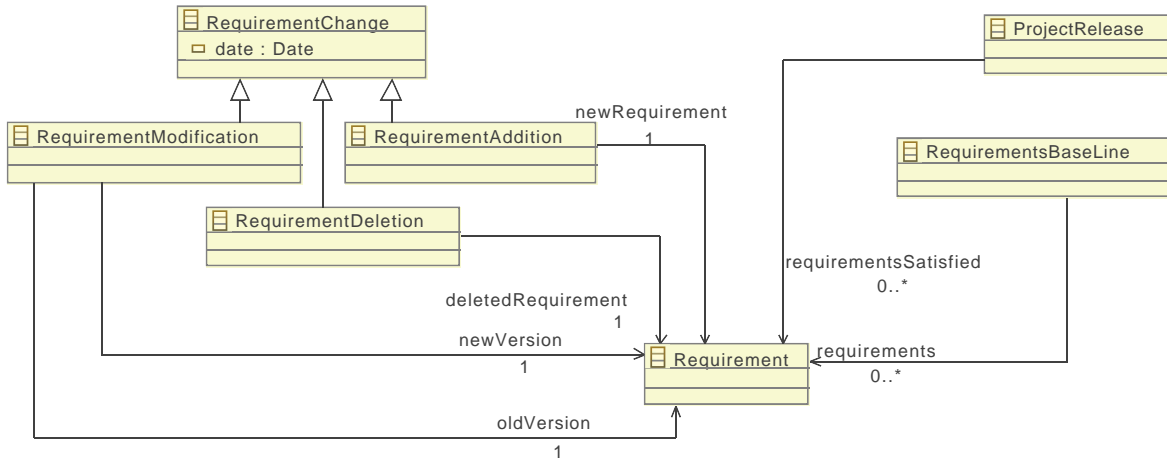 RequirementChange
date : Date
ProjectRelease
newRequirement
1
RequirementModification
RequirementAddition
RequirementsBaseLine
RequirementDeletion
requirementsSatisfied
0..*
deletedRequirement
1
newVersion
1
Requirement
requirements
0..*
oldVersion
1